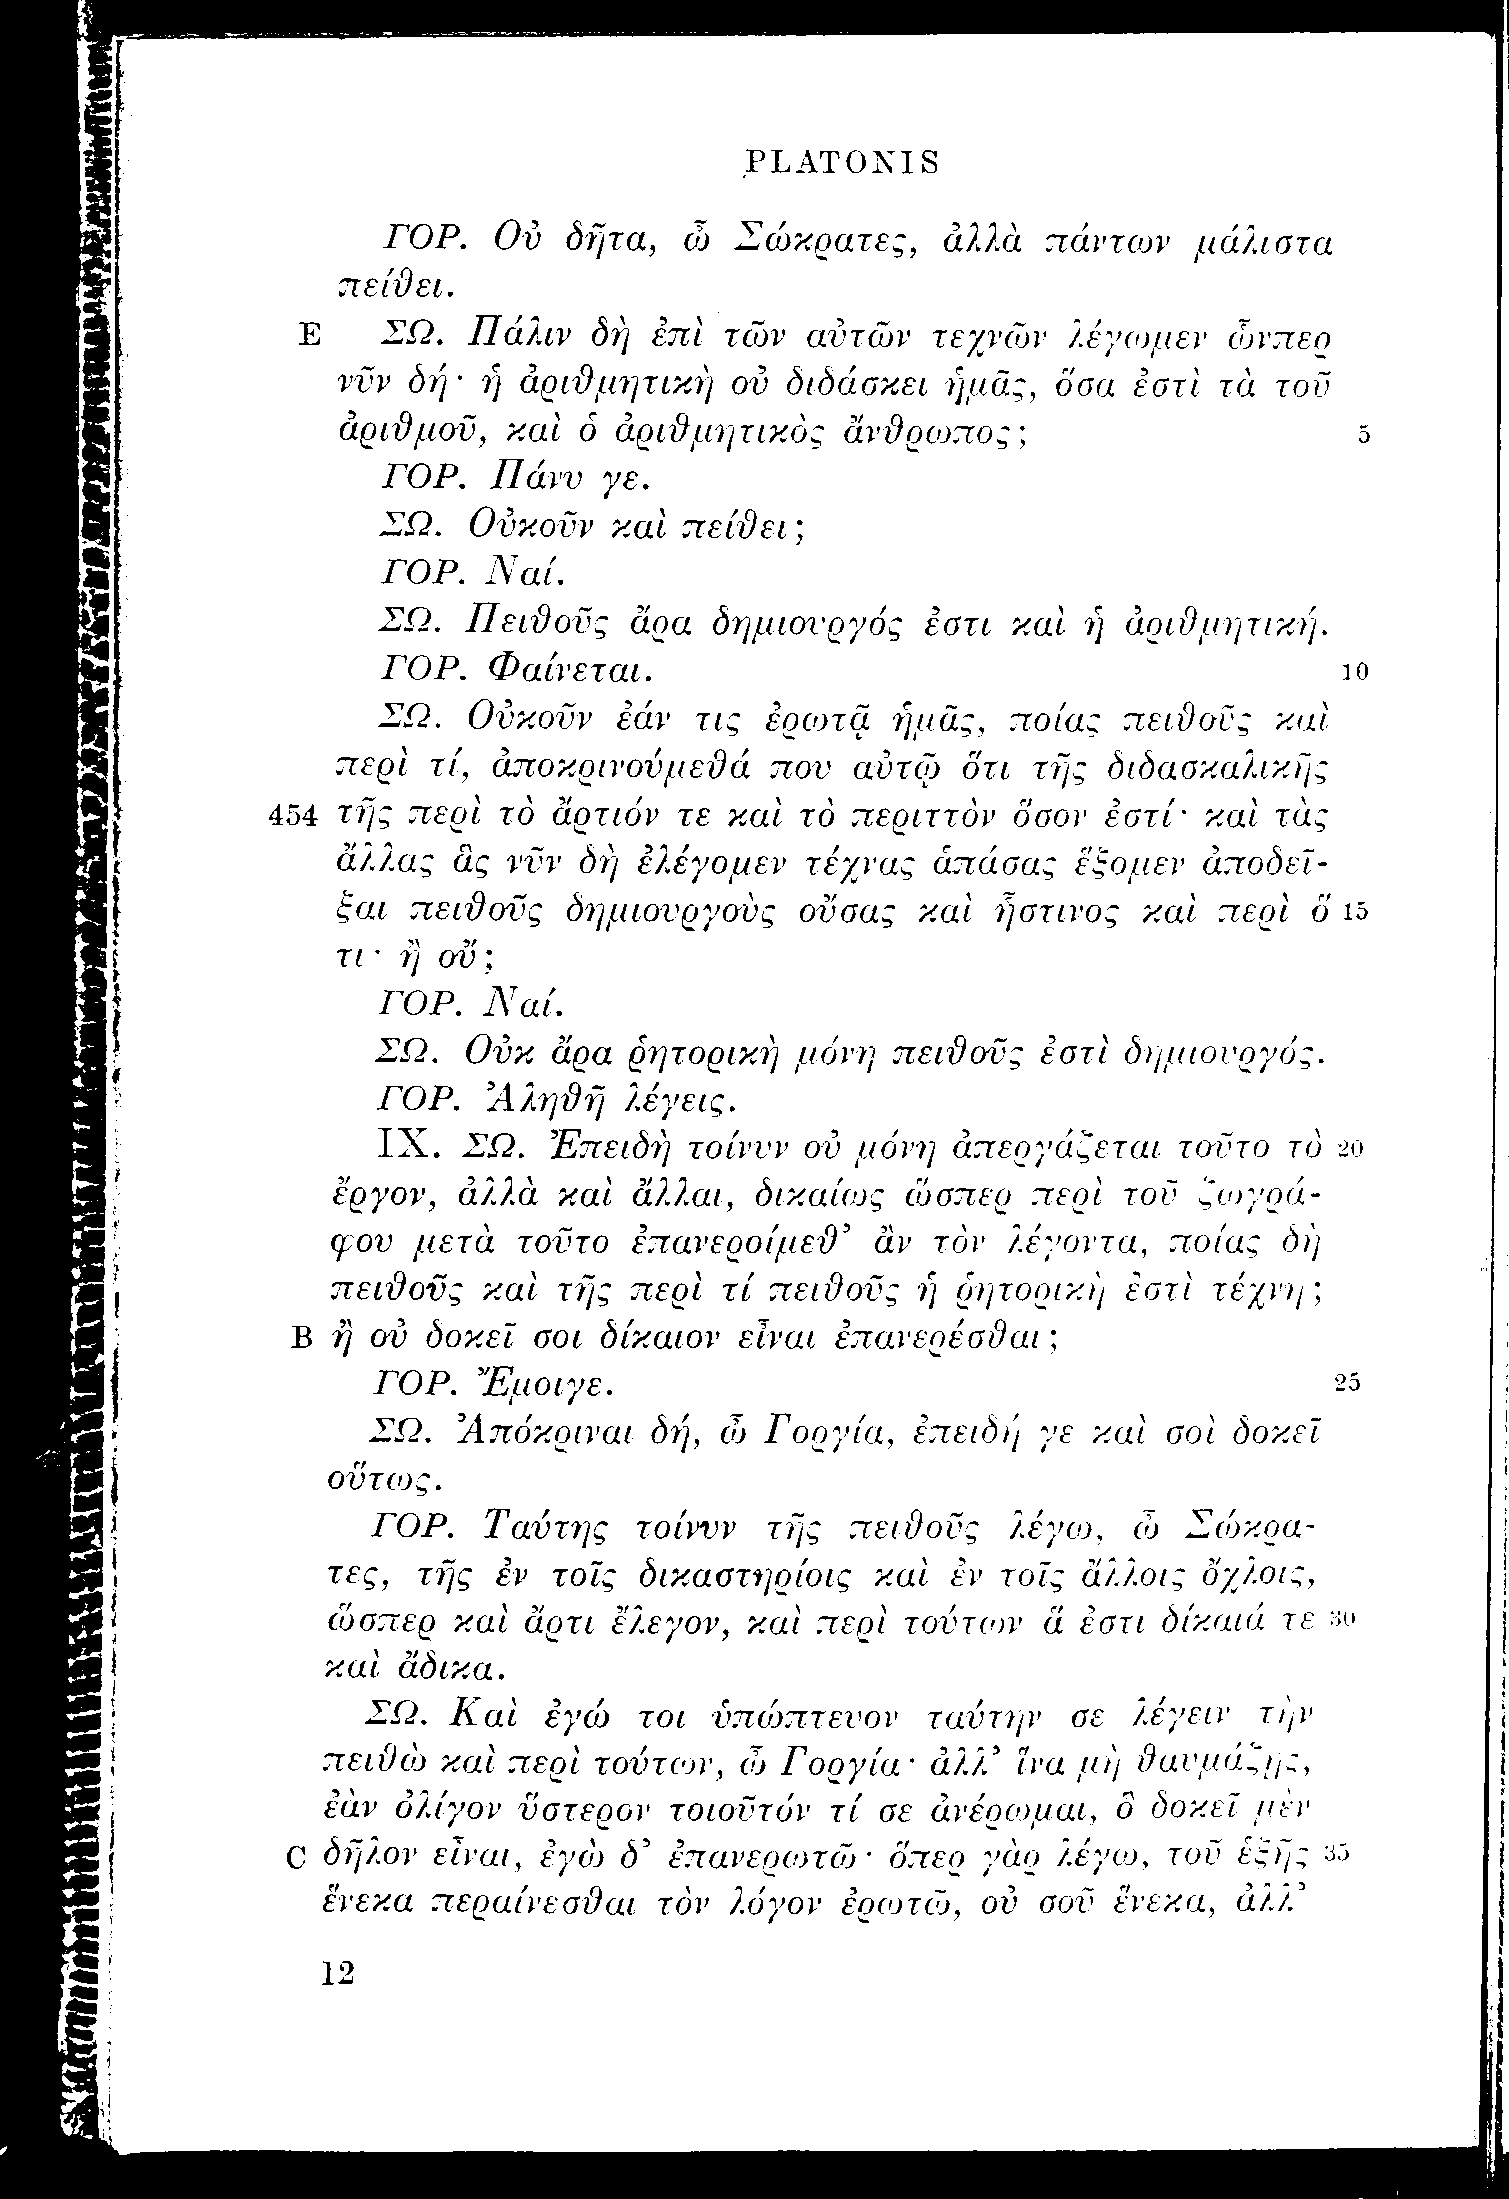 PLATONIS
ΓΟΡ. Οὐ δῆτα, ὦ Σώκρατες, ἀλλὰ πάντων μάλιστα
πείθει.
E ΣΩ. Πάλιν δὴ ἐπὶ τῶν αὐτῶν τεχνῶν λέγωμεν ὧνπερ
νῦν δή· ἡ ἀριθμητικὴ οὐ διδάσκει ἡμᾶς, ὅσα ἐστὶ τὰ τοῦ
ἀριθμοῦ, καὶ ὁ ἀριθμητικὸς ἄνθρωπος; 5
ΓΟΡ. Πάνυ γε.
ΣΩ. Οὐκοῦν καὶ πείθει;
ΓΟΡ. Ναί.
ΣΩ. Πειθοῦς ἄρα δημιουργός ἐστι καὶ ἡ ἀριθμητική.
ΓΟΡ. Φαίνεται. 10
ΣΩ. Οὐκοῦν ἐάν τις ἐρωτᾷ ἡμᾶς, ποίας πειθοῦς καὶ
περὶ τί, ἀποκρινούμεθά που αὐτῷ ὅτι τῆς διδασκαλικῆς
454 τῆς περὶ τὸ ἄρτιόν τε καὶ τὸ περιττὸν ὅσον ἐστί· καὶ τὰς
ἄλλας ἃς νῦν δὴ ἐλέγομεν τέχνας ἁπάσας ἕξομεν ἀποδεῖ-
ξαι πειθοῦς δημιουργοὺς οὔσας καὶ ἧστινος καὶ περὶ ὅ 15
τι· ἢ οὔ;
ΓΟΡ. Ναί.
ΣΩ. Οὐκ ἄρα ῥητορικὴ μόνη πειθοῦς ἐστὶ δημιουργός.
ΓΟΡ. Ἀληθῆ λέγεις.
IX. ΣΩ. Ἐπειδὴ τοίνυν οὐ μόνη ἀπεργάζεται τοῦτο τὸ 20
ἔργον, ἀλλὰ καὶ ἄλλαι, δικαίως ὥσπερ περὶ τοῦ ζωγρά-
φου μετὰ τοῦτο ἐπανεροίμεθ’ ἂν τὸν λέγοντα, ποίας δὴ
πειθοῦς καὶ τῆς περὶ τί πειθοῦς ἡ ῥητορικὴ ἐστὶ τέχνη;
B ἢ οὐ δοκεῖ σοι δίκαιον εἶναι ἐπανερέσθαι;
ΓΟΡ. Ἔμοιγε. 25
ΣΩ. Ἀπόκριναι δή, ὦ Γοργία, ἐπειδή γε καὶ σοὶ δοκεῖ
οὕτως.
ΓΟΡ. Ταύτης τοίνυν τῆς πειθοῦς λέγω, ὦ Σώκρα-
τες, τῆς ἐν τοῖς δικαστηρίοις καὶ ἐν τοῖς ἄλλοις ὄχλοις,
ὥσπερ καὶ ἄρτι ἔλεγον, καὶ περὶ τούτων ἅ ἐστι δίκαιά τε 30
καὶ ἄδικα.
ΣΩ. Καὶ ἐγώ τοι ὑπώπτευον ταύτην σε λέγειν τὴν
πειθὼ καὶ περὶ τούτων, ὦ Γοργία· ἀλλ’ ἵνα μὴ θαυμάζῃς,
ἐὰν ὀλίγον ὕστερον τοιοῦτόν τί σε ἀνέρωμαι, ὃ δοκεῖ μὲν
C δῆλον εἶναι, ἐγὼ δ’ ἐπανερωτῶ· ὅπερ γὰρ λέγω, τοῦ ἑξῆς 35
ἕνεκα περαίνεσθαι τὸν λόγον ἐρωτῶ, οὐ σοῦ ἕνεκα, ἀλλ’
12